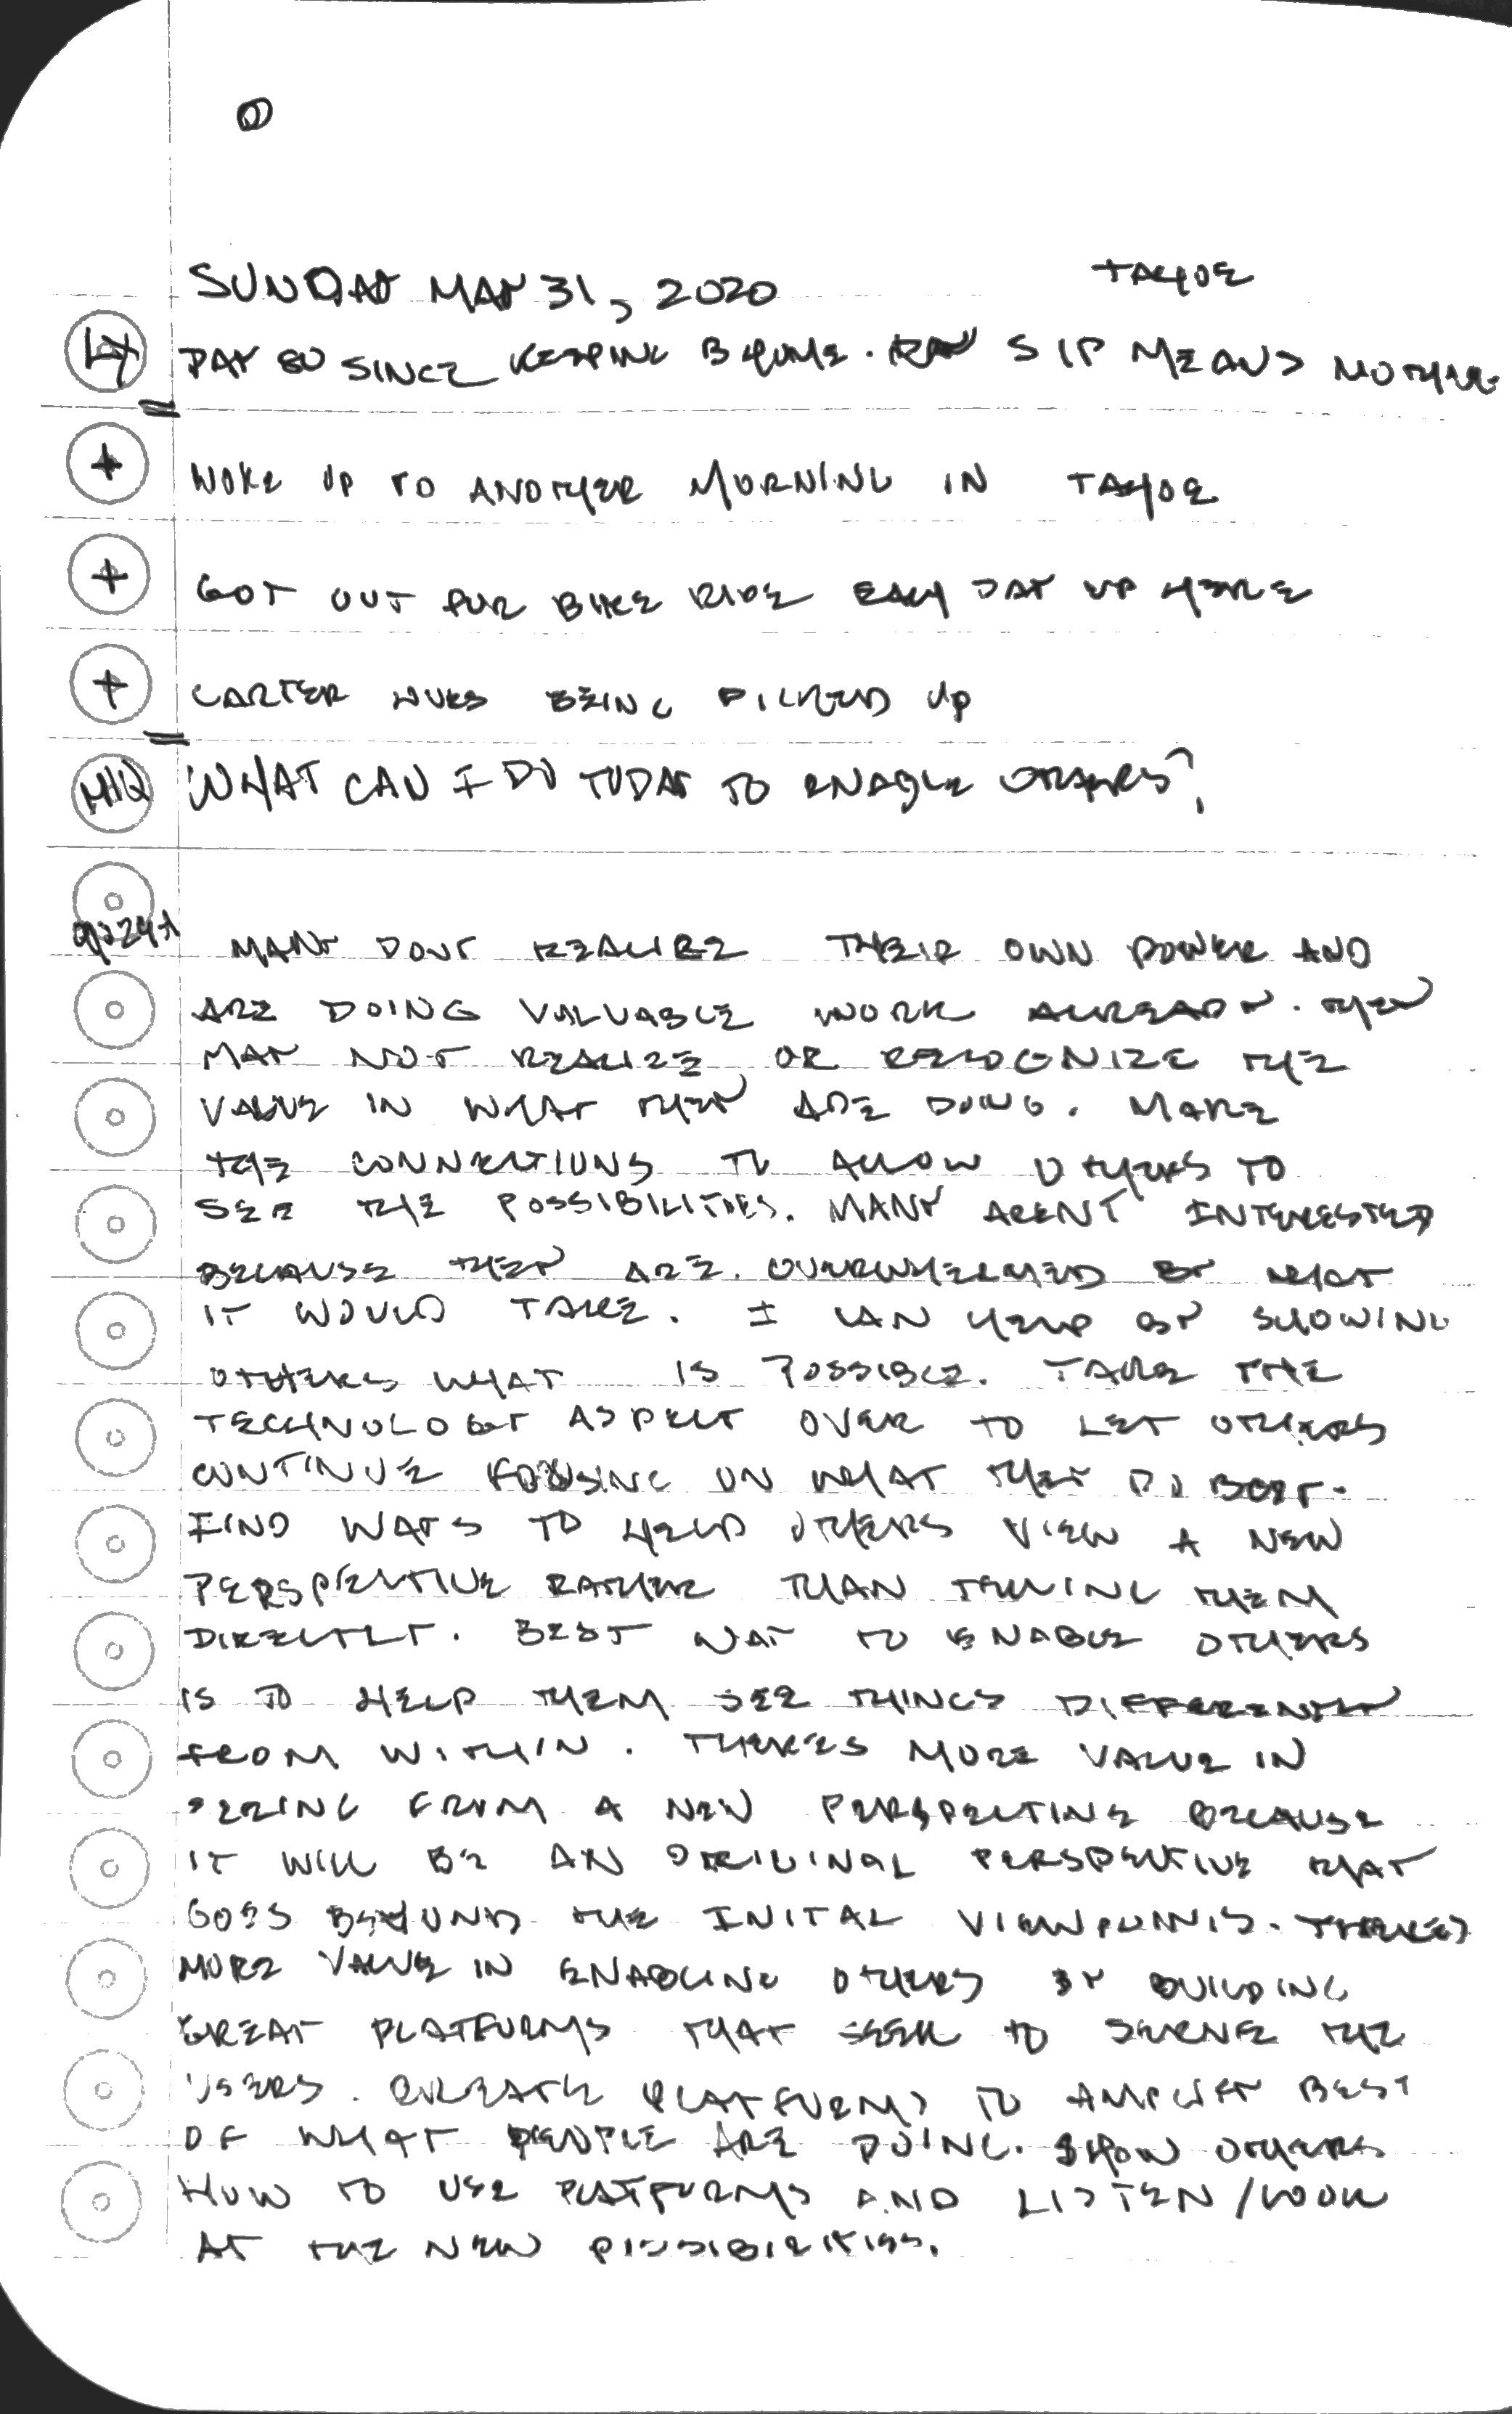 SUNDAY MAY 31, 2020
TAHOE
DAY 80 SINCE KEEPING B HOME. SIP MEANS NOTHING
+ WOKE UP TO ANOTHER MORNING IN TAHOE
+ GOT OUT FUR BIKE RIDE EACH DAY UP HERE
+ CARTER LUVES BEING PICKED UP
MIQ WHAT CAN I DO TODAY TO ENABLE OTHERS?
MANY DONT REALIZE THEIR OWN POWER AND
ARE DOING VALUABLE WORK ALREADY. THEY
MAY NOT REALIZE OR RECOGNIZE THE
VALUE IN WHAT THEY ARE DOING. MAKE
THE CONNECTIONS TO ALLOW OTHERS TO
SEE THE POSSIBILITIES. MANY ARENT INTERESTED
BECAUSE THEY ARE OVERWHELMED BY WHAT
IT WOULD TAKE. I CAN HELP BY SHOWING
OTHERS WHAT IS POSSIBLE. TAKE THE
TECHNOLOGY ASPECT OVER TO LET OTHERS
CONTINUE FOCUSING ON WHAT THEY DO BEST.
FIND WAYS TO HELP OTHERS VIEW A NEW
PERSPECTIVE RATHER THAN TELLING THEM
DIRECTLY. BEST WAY TO ENABLE OTHERS
IS TO HELP THEM SEE THINGS DIFFERENTLY
FROM WITHIN. THERES MORE VALUE IN
SEEING FROM A NEW PERSPECTIVE BECAUSE
IT WILL BE AN ORIGINAL PERSPECTIVE THAT
GOES BEYOND THE INITAL VIEWPOINTS. THERES
MORE VALUE IN ENABLING OTHERS BY BUILDING
GREAT PLATFORMS THAT SEEK TO SERVE THE
USERS. CREATE PLATFORMS TO AMPLIFY BEST
OF WHAT PEOPLE ARE DOING. SHOW OTHERS
HOW TO USE PLATFORMS AND LISTEN/LOOK
AT THE NEW POSSIBILITIES.